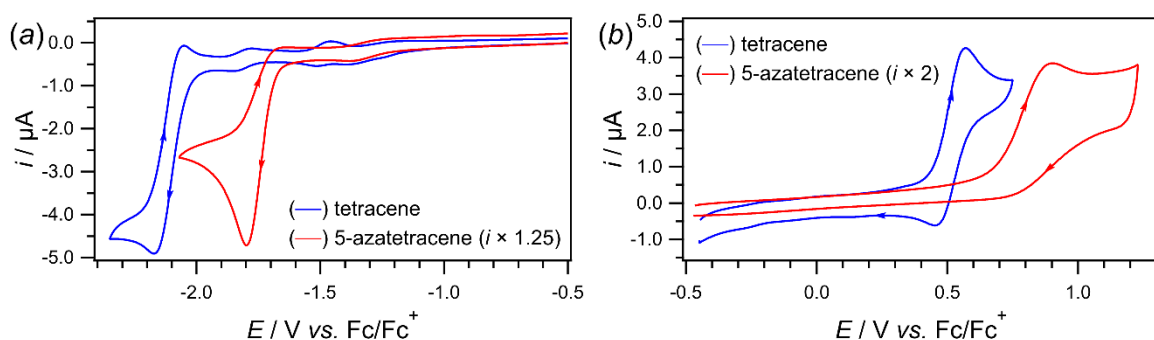 (a)
0.0
-1.0
-2.0
-3.0
-4.0
-5.0
i / µA
(—) tetracene
(—) 5-azatetracene (i × 1.25)
-2.0
-1.5
-1.0
-0.5
E / V vs. Fc/Fc⁺
(b)
5.0
4.0
3.0
2.0
1.0
0.0
-1.0
i / µA
(—) tetracene
(—) 5-azatetracene (i × 2)
-0.5
0.0
0.5
1.0
E / V vs. Fc/Fc⁺